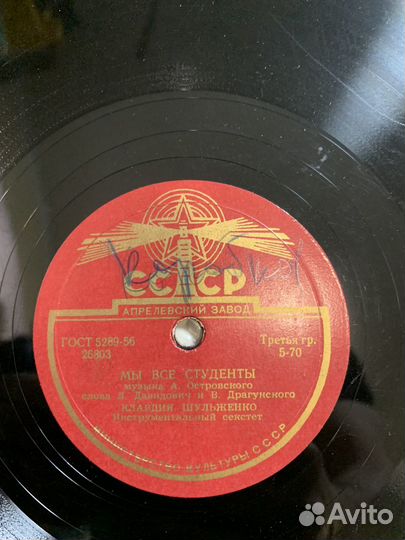 СССР
АПРЕЛЕВСКИЙ ЗАВОД
ГОСТ 5289-56
26803
Третья гр.
5-70
МЫ ВСЕ СТУДЕНТЫ
музыка А. Островского
слова Л. Давидович и В. Драгунского
КЛАВДИЯ ШУЛЬЖЕНКО
Инструментальный секстет
МИНИСТЕРСТВО КУЛЬТУРЫ СССР
Avito